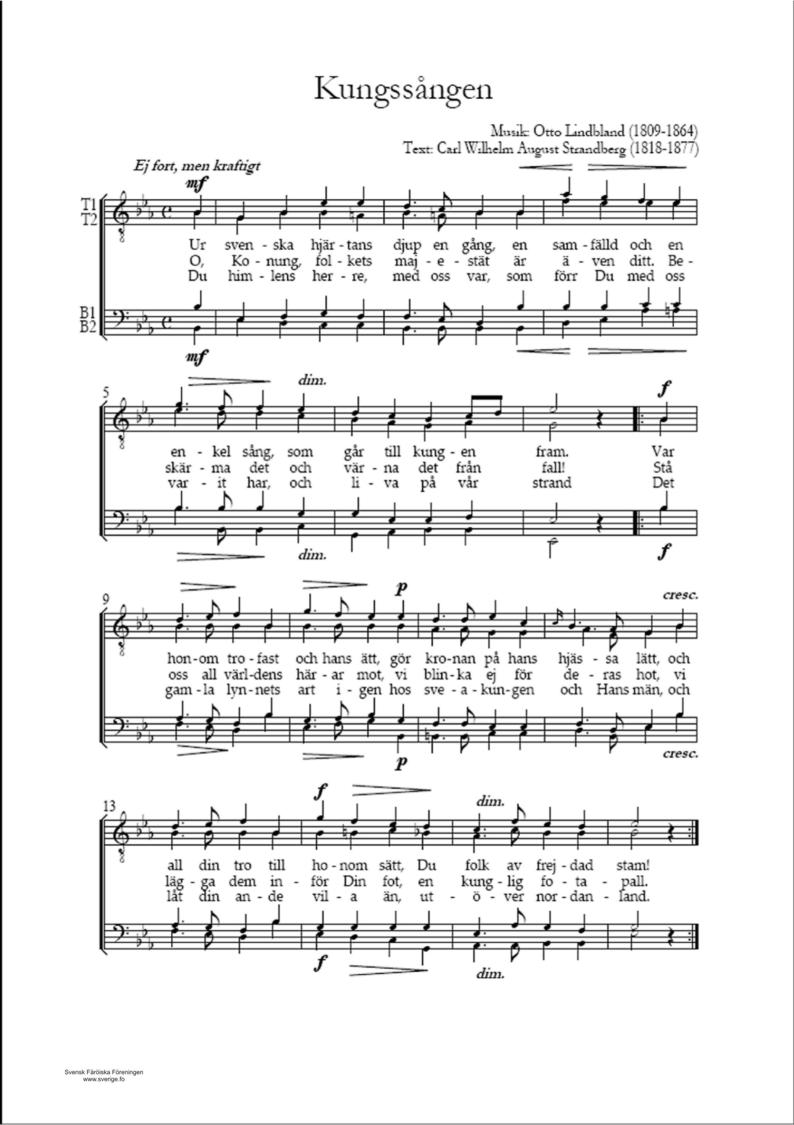 Kungssången
Musik: Otto Lindbland (1809-1864)
Text: Carl Wilhelm August Strandberg (1818-1877)
Ej fort, men kraftigt
mf
T1
T2
Ur sven - ska hjär - tans djup en gång, en sam - fälld och en
O, Ko - nung, fol - kets maj - e - stät är ä - ven ditt. Be -
Du him - lens her - re, med oss var, som förr Du med oss
B1
B2
mf
5
dim.
f
en - kel sång, som går till kung - en fram. Var
skär - ma det och vär - na det från fall! Stå
var - it har, och li - va på vår strand Det
dim.
f
9
p
cresc.
hon - om tro - fast och hans ätt, gör kro - nan på hans hjäs - sa lätt, och
oss all värl - dens här - ar mot, vi blin - ka ej för de - ras hot, vi
gam - la lyn - nets art i - gen hos sve - a - kun - gen och Hans män, och
p
cresc.
13
f
dim.
all din tro till ho - nom sätt, Du folk av frej - dad stam!
läg - ga dem in - för Din fot, en kung - lig fo - ta - pall.
låt din an - de vil - a än, ut - ö - ver nor - dan - land.
f
dim.
Svensk Färöiska Föreningen
www.sverige.fo